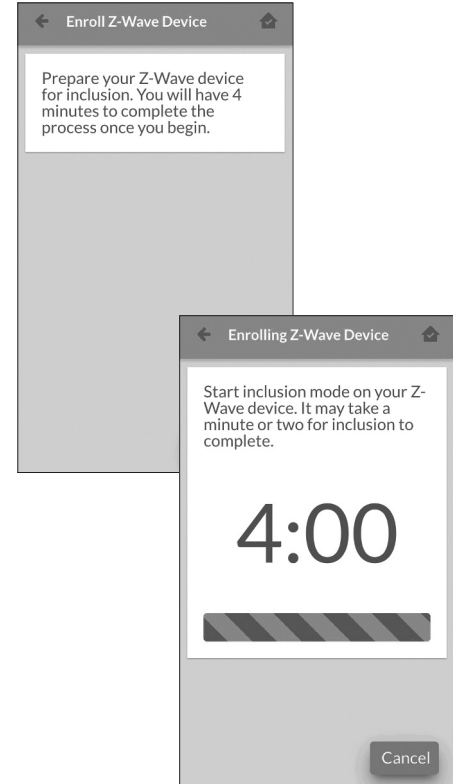 Enroll Z-Wave Device
Prepare your Z-Wave device
for inclusion. You will have 4
minutes to complete the
process once you begin.
Enrolling Z-Wave Device
Start inclusion mode on your Z-
Wave device. It may take a
minute or two for inclusion to
complete.
4:00
Cancel